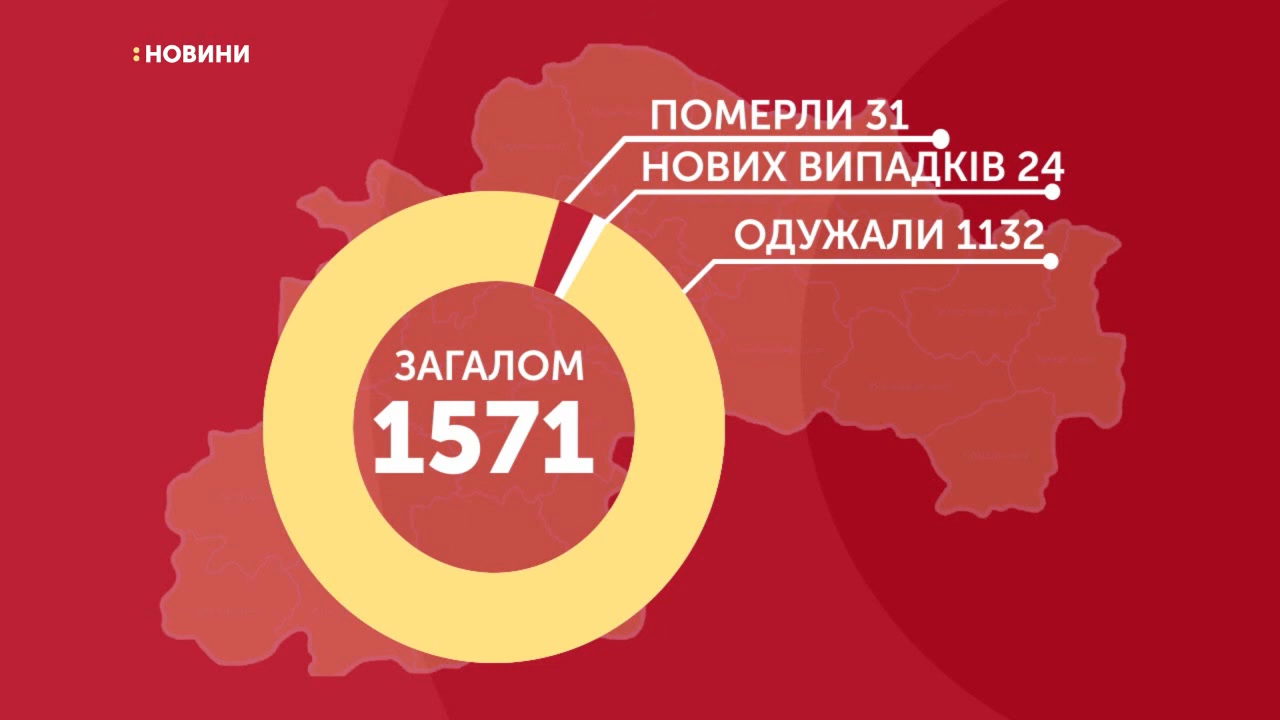 :НОВИНИ
ПОМЕРЛИ 31
НОВИХ ВИПАДКІВ 24
ОДУЖАЛИ 1132
ЗАГАЛОМ
1571